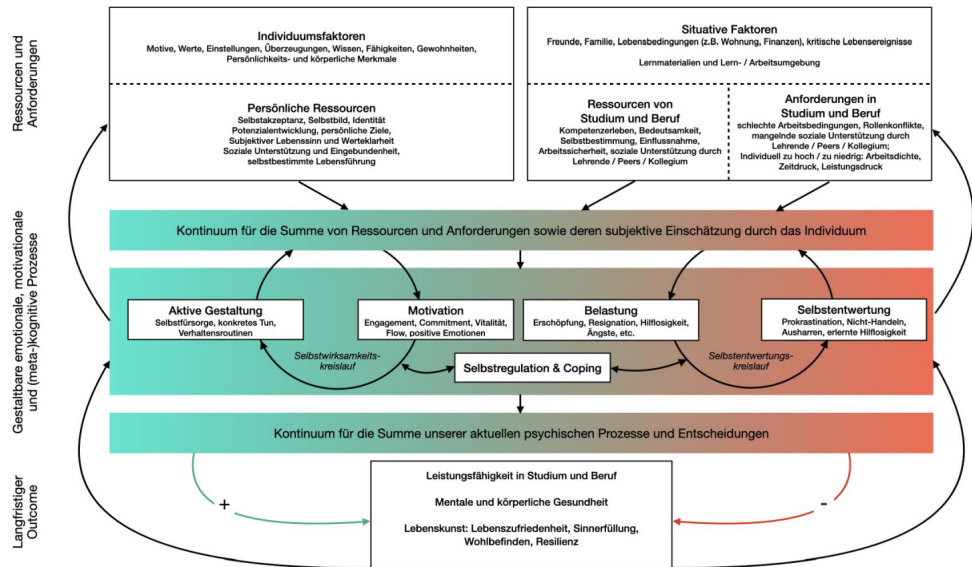 Ressourcen und
Anforderungen
Individuumsfaktoren
Motive, Werte, Einstellungen, Überzeugungen, Wissen, Fähigkeiten, Gewohnheiten,
Persönlichkeits- und körperliche Merkmale
Persönliche Ressourcen
Selbstakzeptanz, Selbstbild, Identität
Potenzialentwicklung, persönliche Ziele,
Subjektiver Lebenssinn und Werteklarheit
Soziale Unterstützung und Eingebundenheit,
selbstbestimmte Lebensführung
Situative Faktoren
Freunde, Familie, Lebensbedingungen (z.B. Wohnung, Finanzen), kritische Lebensereignisse
Lernmaterialien und Lern- / Arbeitsumgebung
Ressourcen von
Studium und Beruf
Kompetenzerleben, Bedeutsamkeit,
Selbstbestimmung, Einflussnahme,
Arbeitssicherheit, soziale Unterstützung durch
Lehrende / Peers / Kollegium
Anforderungen in
Studium und Beruf
schlechte Arbeitsbedingungen, Rollenkonflikte,
mangelnde soziale Unterstützung durch
Lehrende / Peers / Kollegium;
Individuell zu hoch / zu niedrig: Arbeitsdichte,
Zeitdruck, Leistungsdruck
Gestaltbare emotionale, motivationale
und (meta-)kognitive Prozesse
Kontinuum für die Summe von Ressourcen und Anforderungen sowie deren subjektive Einschätzung durch das Individuum
Aktive Gestaltung
Selbstfürsorge, konkretes Tun,
Verhaltensroutinen
Motivation
Engagement, Commitment, Vitalität,
Flow, positive Emotionen
Belastung
Erschöpfung, Resignation, Hilflosigkeit,
Ängste, etc.
Selbstentwertung
Prokrastination, Nicht-Handeln,
Ausharren, erlernte Hilflosigkeit
Selbstwirksamkeits-
kreislauf
Selbstregulation & Coping
Selbstentwertungs-
kreislauf
Kontinuum für die Summe unserer aktuellen psychischen Prozesse und Entscheidungen
Langfristiger
Outcome
+
Leistungsfähigkeit in Studium und Beruf
Mentale und körperliche Gesundheit
Lebenskunst: Lebenszufriedenheit, Sinnerfüllung,
Wohlbefinden, Resilienz
-